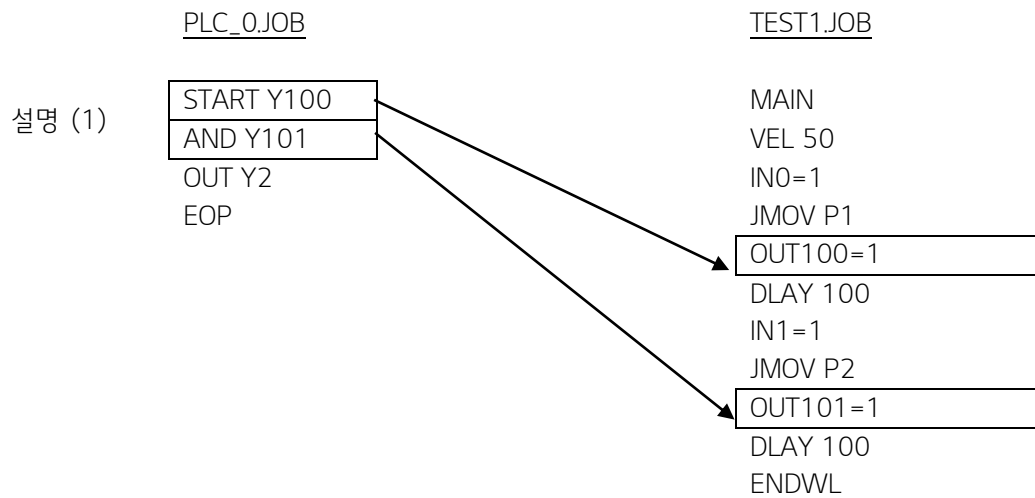 PLC_0.JOB
설명 (1)
START Y100
AND Y101
OUT Y2
EOP
TEST1.JOB
MAIN
VEL 50
IN0=1
JMOV P1
OUT100=1
DLAY 100
IN1=1
JMOV P2
OUT101=1
DLAY 100
ENDWL